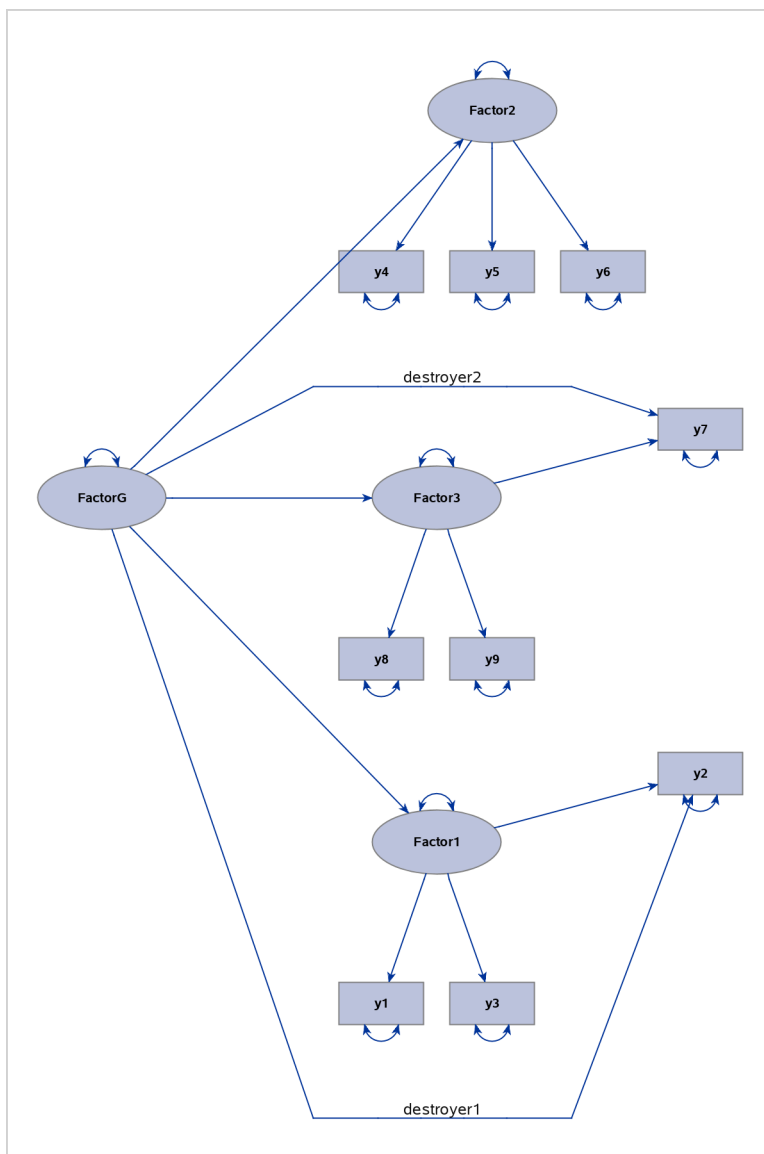 Factor2
y4
y5
y6
destroyer2
y7
FactorG
Factor3
y8
y9
y2
Factor1
y1
y3
destroyer1